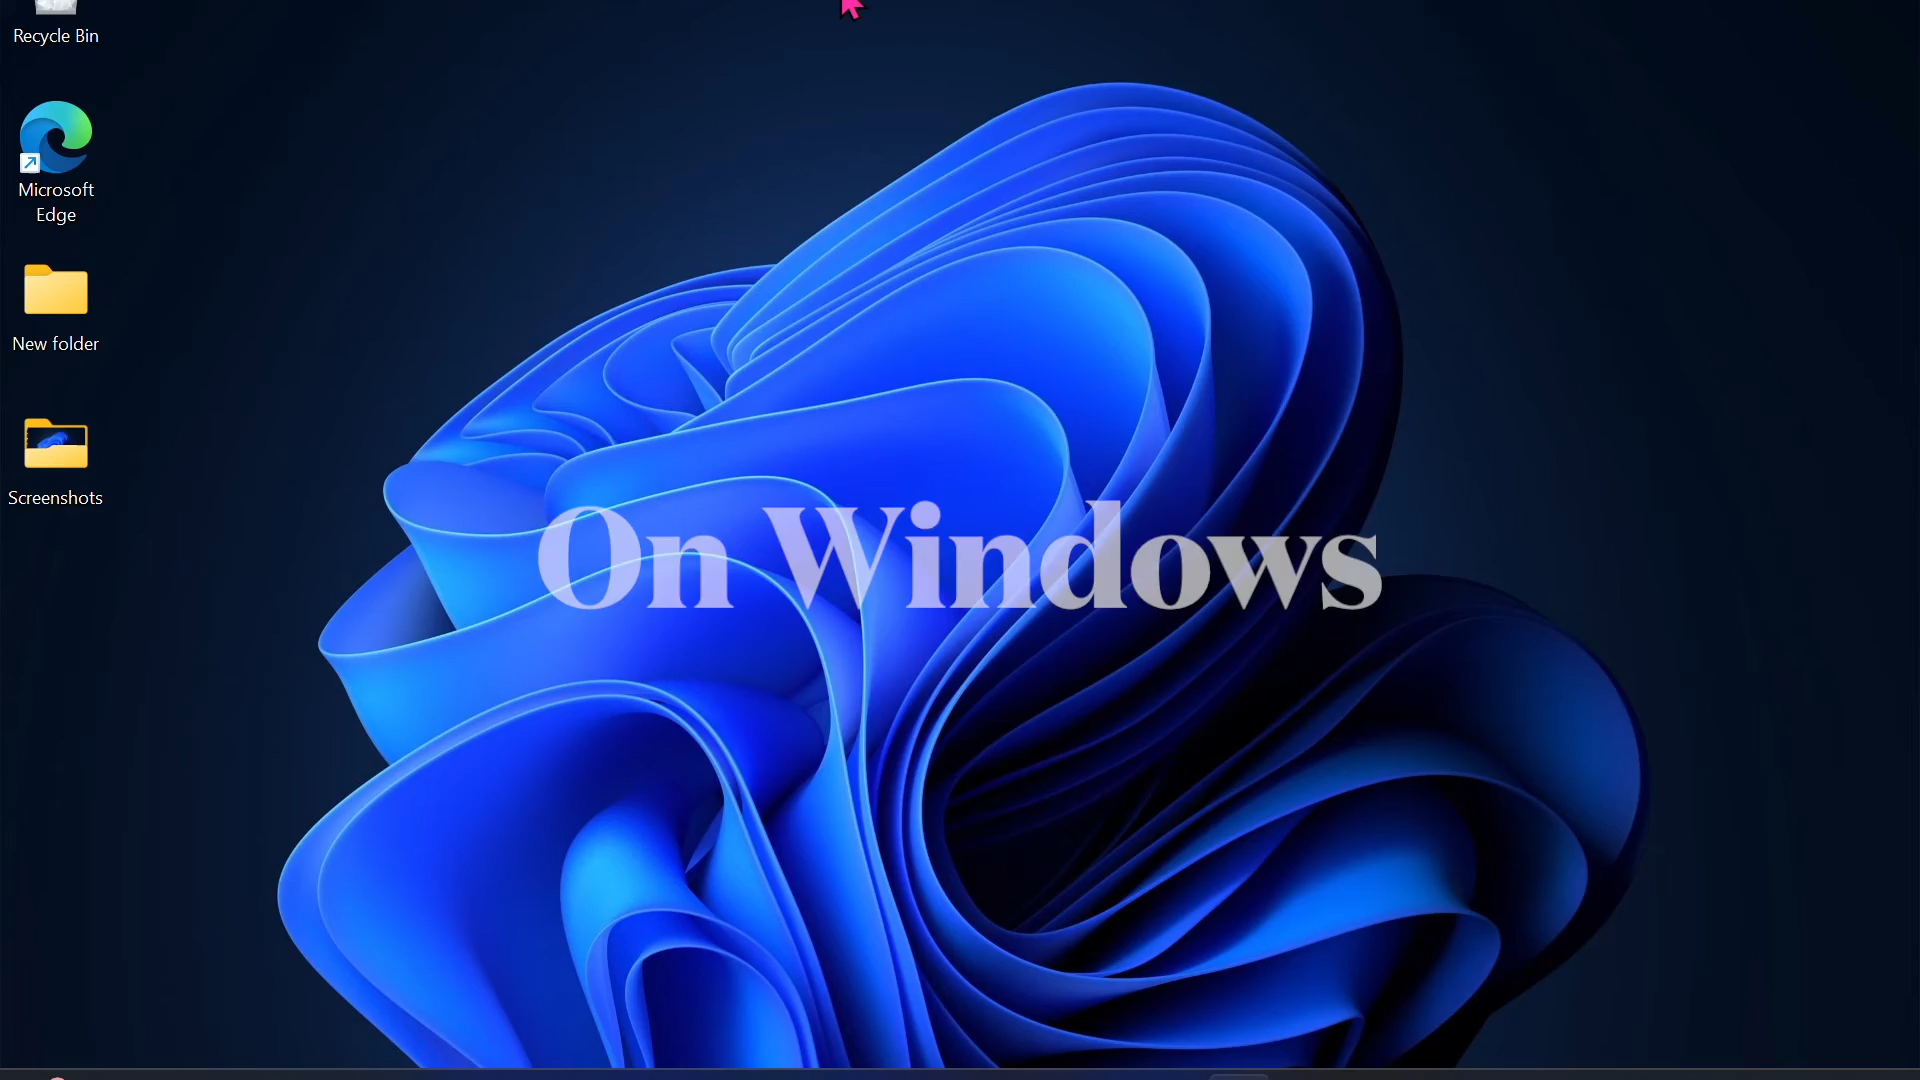 Recycle Bin
Microsoft
Edge
New folder
Screenshots
On Windows